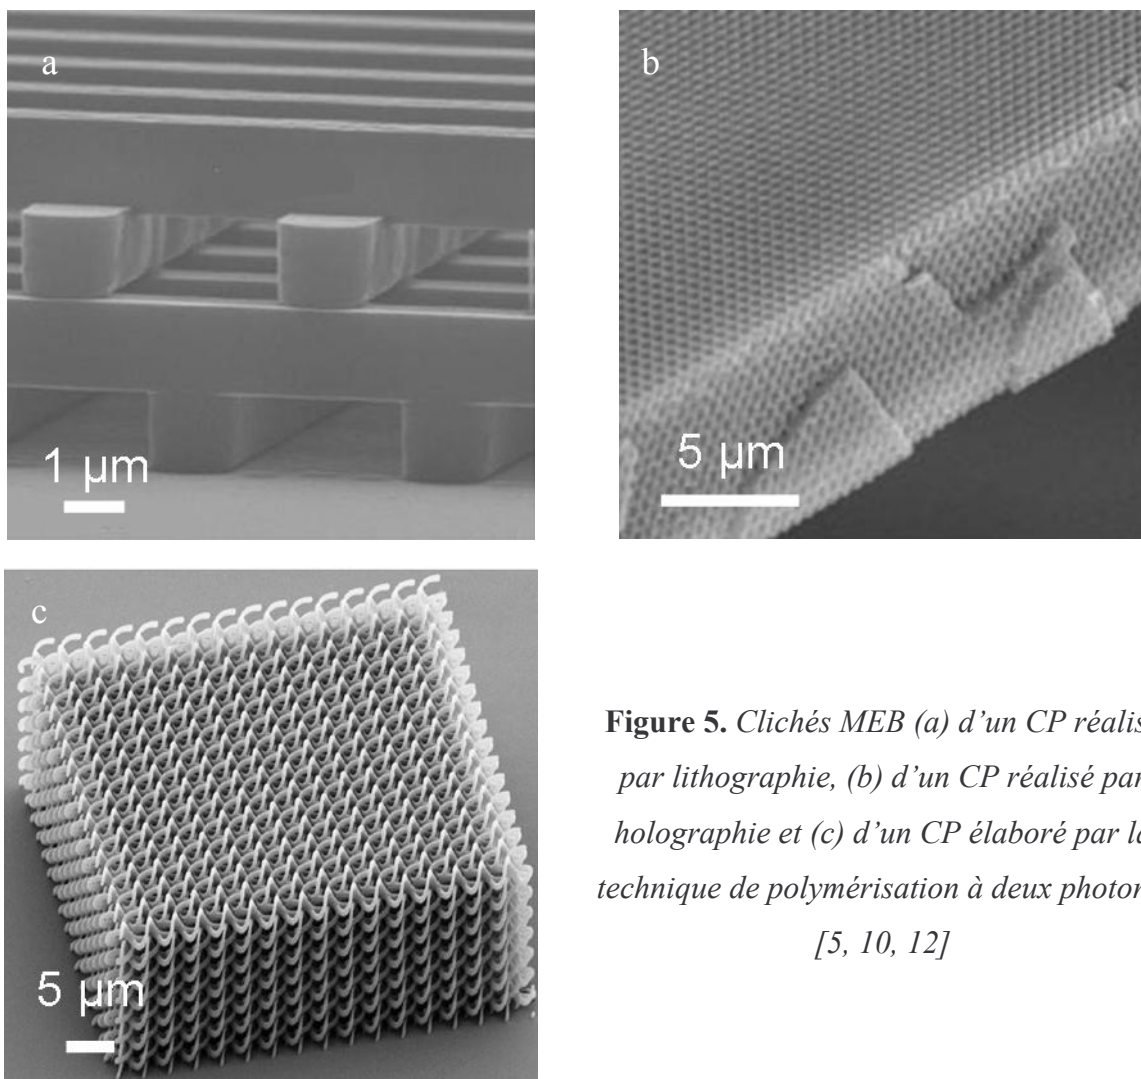 a
b
1 µm
5 µm
c
5 µm
Figure 5. Clichés MEB (a) d’un CP réalis
par lithographie, (b) d’un CP réalisé par
holographie et (c) d’un CP élaboré par
technique de polymérisation à deux photon
[5, 10, 12]